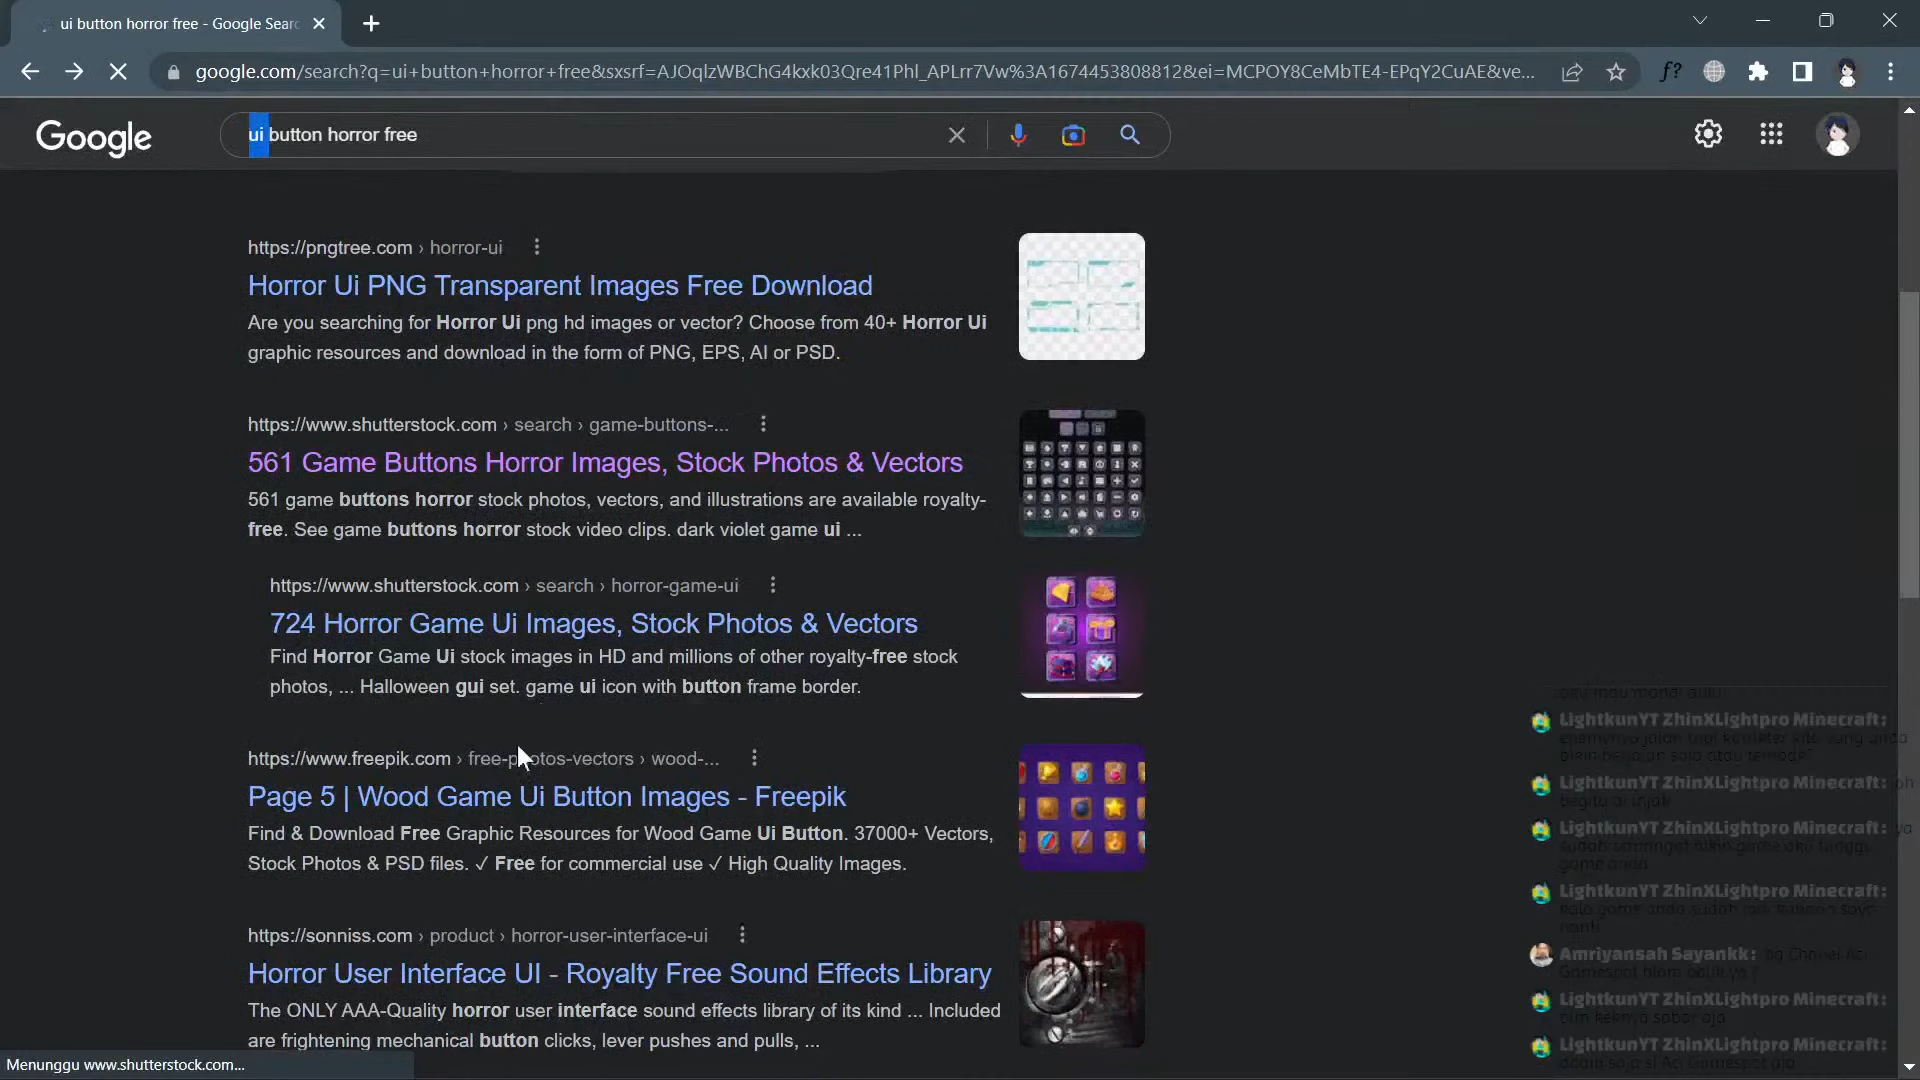 ui button horror free - Google Sear
google.com/search?q=ui+button+horror+free&sxsrf=AJOqlzWBChG4kxk03Qre41Phl_APLrr7Vw%3A1674453808812&ei=MCPOY8CeMbTE4-EPqY2CuAE&ve...
f?
Google
ui button horror free
https://pngtree.com › horror-ui
Horror Ui PNG Transparent Images Free Download
Are you searching for Horror Ui png hd images or vector? Choose from 40+ Horror Ui
graphic resources and download in the form of PNG, EPS, AI or PSD.
https://www.shutterstock.com › search › game-buttons-...
561 Game Buttons Horror Images, Stock Photos & Vectors
561 game buttons horror stock photos, vectors, and illustrations are available royalty-
free. See game buttons horror stock video clips. dark violet game ui ...
https://www.shutterstock.com › search › horror-game-ui
724 Horror Game Ui Images, Stock Photos & Vectors
Find Horror Game Ui stock images in HD and millions of other royalty-free stock
photos, ... Halloween gui set. game ui icon with button frame border.
https://www.freepik.com › free-photos-vectors › wood-...
Page 5 | Wood Game Ui Button Images - Freepik
Find & Download Free Graphic Resources for Wood Game Ui Button. 37000+ Vectors,
Stock Photos & PSD files. ✓ Free for commercial use ✓ High Quality Images.
https://sonniss.com › product › horror-user-interface-ui
Horror User Interface UI - Royalty Free Sound Effects Library
The ONLY AAA-Quality horror user interface sound effects library of its kind ... Included
are frightening mechanical button clicks, lever pushes and pulls, ...
Menunggu www.shutterstock.com...
LightkunYT ZhinXLightpro Minecraft:
LightkunYT ZhinXLightpro Minecraft:
LightkunYT ZhinXLightpro Minecraft:
LightkunYT ZhinXLightpro Minecraft:
Amriyansah Sayankk:
LightkunYT ZhinXLightpro Minecraft:
LightkunYT ZhinXLightpro Minecraft: